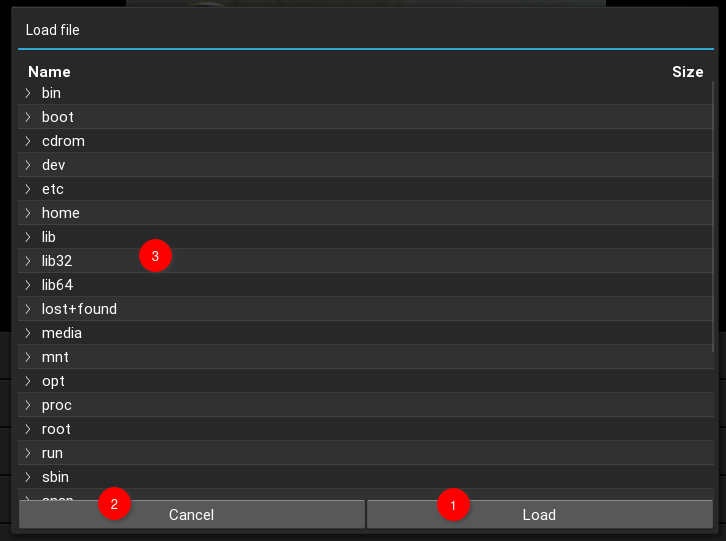 Load file
Name Size
bin
boot
cdrom
dev
etc
home
lib
3
lib32
lib64
lost+found
media
mnt
opt
proc
root
run
sbin
2 1
Cancel Load